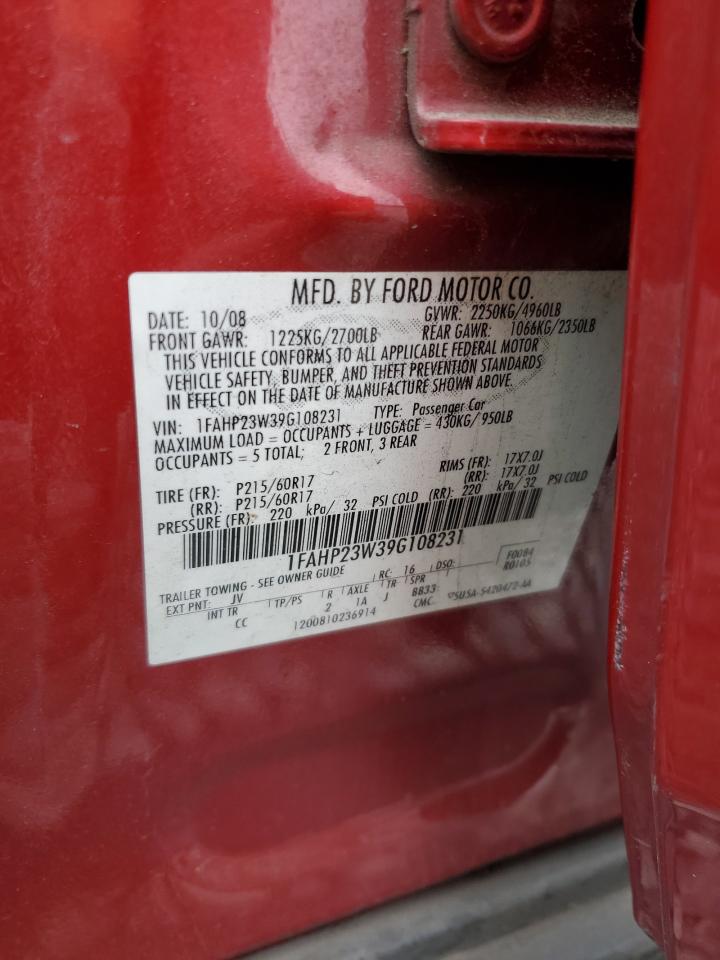 MFD. BY FORD MOTOR CO.
DATE: 10/08 GVWR: 2250KG/4960LB
FRONT GAWR: 1225KG/2700LB REAR GAWR: 1066KG/2350LB
THIS VEHICLE CONFORMS TO ALL APPLICABLE FEDERAL MOTOR
VEHICLE SAFETY, BUMPER, AND THEFT PREVENTION STANDARDS
IN EFFECT ON THE DATE OF MANUFACTURE SHOWN ABOVE.
VIN: 1FAHP23W39G108231 TYPE: Passenger Car
MAXIMUM LOAD = OCCUPANTS + LUGGAGE = 430KG/950LB
OCCUPANTS = 5 TOTAL; 2 FRONT, 3 REAR
TIRE (FR): P215/60R17 RIMS (FR): 17X7.0J
(RR): P215/60R17 (RR): 17X7.0J
PRESSURE (FR): 220 kPa/ 32 PSI COLD (RR): 220 kPa/ 32 PSI COLD
1FAHP23W39G108231
TRAILER TOWING - SEE OWNER GUIDE RC: 16 DSO: F0084
R0105
EXT PNT: JV TP/PS R AXLE TR SPR
INT TR CC 2 1A J BB33
1200810236914 CMC